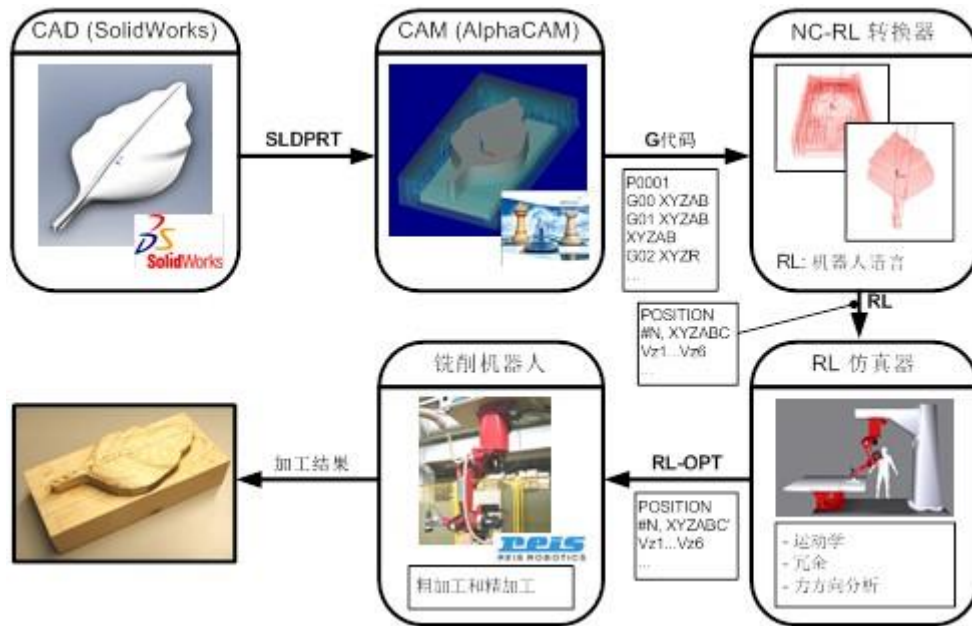 CAD (SolidWorks)
SolidWorks
SLDPRT
CAM (AlphaCAM)
G代码
P0001
G00 XYZAB
G01 XYZAB
XYZAB
G02 XYZR
...
NC-RL 转换器
RL: 机器人语言
RL
POSITION
#N, XYZABC
Vz1...Vz6
...
RL 仿真器
- 运动学
- 冗余
- 力方向分析
RL-OPT
POSITION
#N, XYZABC'
Vz1...Vz6
...
铣削机器人
reis
REIS ROBOTICS
粗加工和精加工
加工结果